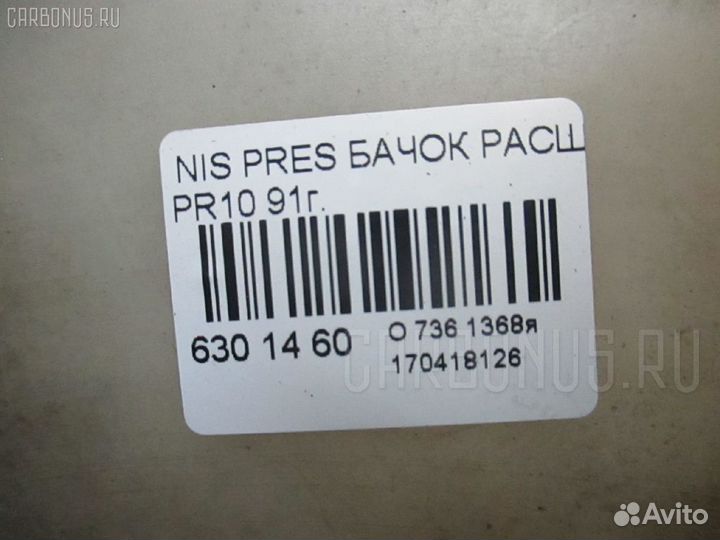 CARBONUS.RU
NIS PRES БАЧОК РАСШ
PR10 91г.
630 14 60
О 736 1368я
170418126
CARBONUS.RU
Avito